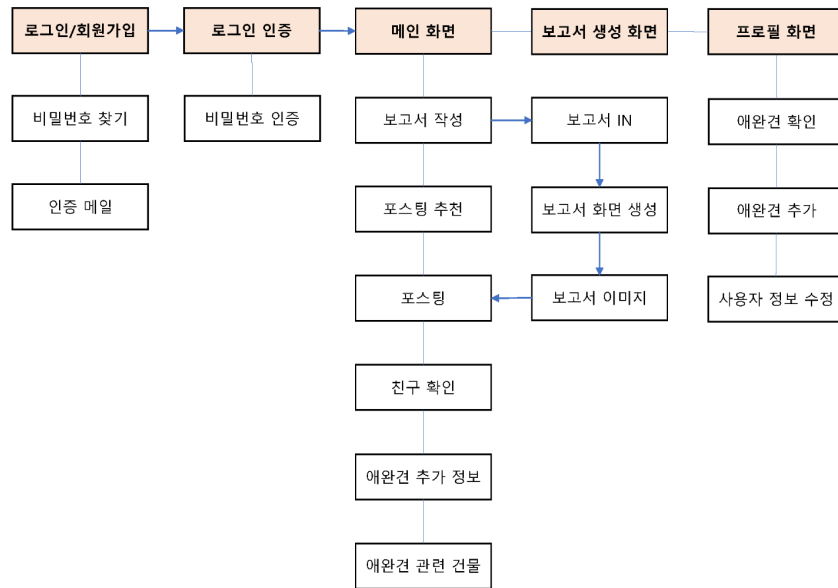 로그인/회원가입
로그인 인증
메인 화면
보고서 생성 화면
프로필 화면
비밀번호 찾기
비밀번호 인증
보고서 작성
보고서 IN
애완견 확인
인증 메일
포스팅 추천
보고서 화면 생성
애완견 추가
포스팅
보고서 이미지
사용자 정보 수정
친구 확인
애완견 추가 정보
애완견 관련 건물